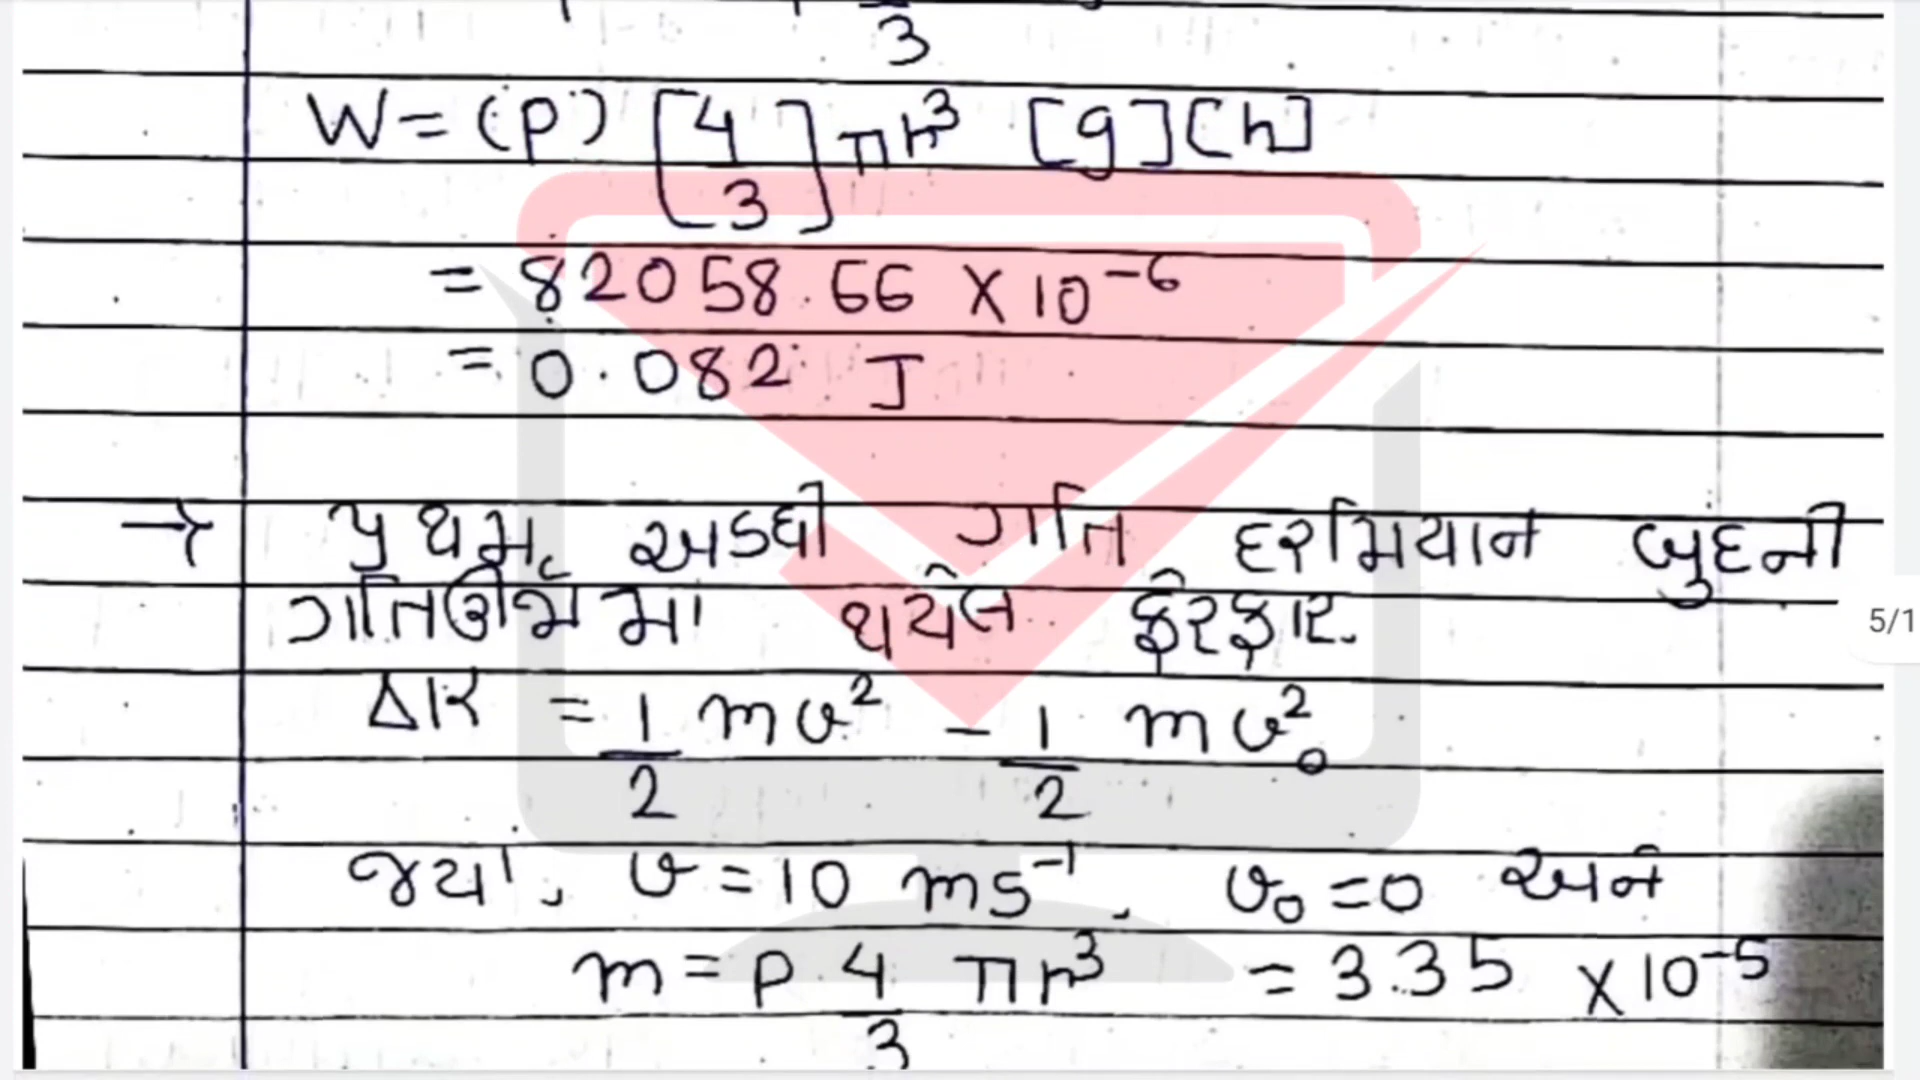 3
W = (ρ) [4/3] πr³ [g][h]
= 82058.66 × 10⁻⁶
= 0.082 J
→ પ્રથમ અડધી ગતિ દરમિયાન બુંદની
ગતિઊર્જામાં થયેલ ફેરફાર.
ΔK = 1/2 mv² - 1/2 mv₀²
જયાં, v = 10 ms⁻¹, v₀ = 0 અને
m = ρ 4/3 πr³ = 3.35 × 10⁻⁵
5/1